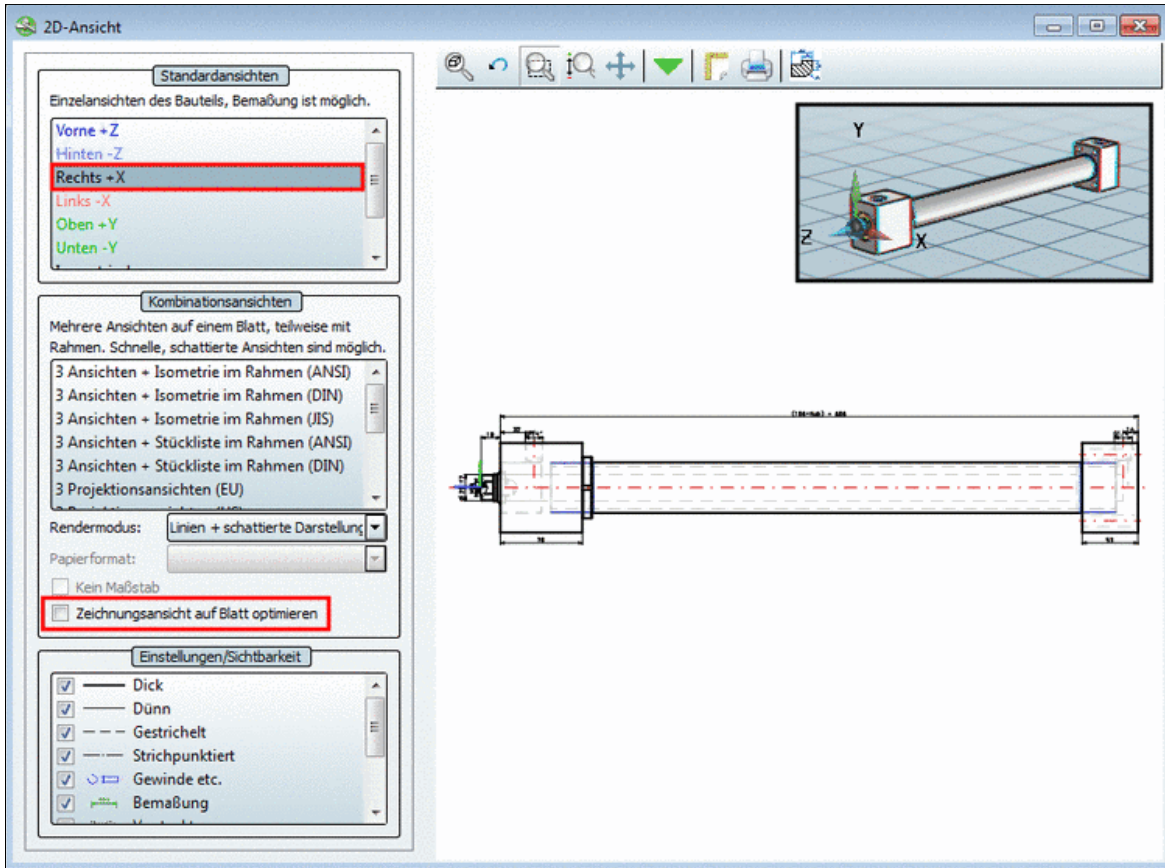 2D-Ansicht
Standardansichten
Einzelansichten des Bauteils, Bemaßung ist möglich.
Vorne +Z
Hinten -Z
Rechts +X
Links -X
Oben +Y
Unten -Y
Kombinationsansichten
Mehrere Ansichten auf einem Blatt, teilweise mit
Rahmen. Schnelle, schattierte Ansichten sind möglich.
3 Ansichten + Isometrie im Rahmen (ANSI)
3 Ansichten + Isometrie im Rahmen (DIN)
3 Ansichten + Isometrie im Rahmen (JIS)
3 Ansichten + Stückliste im Rahmen (ANSI)
3 Ansichten + Stückliste im Rahmen (DIN)
3 Projektionsansichten (EU)
Rendermodus: Linien + schattierte Darstellung
Papierformat:
Kein Maßstab
Zeichnungsansicht auf Blatt optimieren
Einstellungen/Sichtbarkeit
Dick
Dünn
Gestrichelt
Strichpunktiert
Gewinde etc.
Bemaßung
Y
Z
X